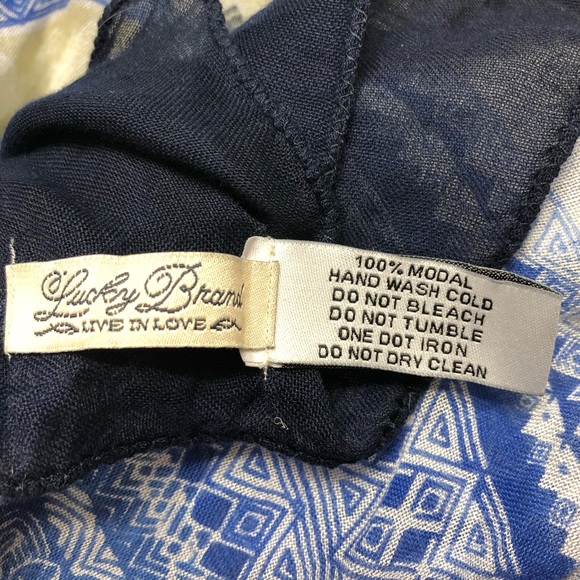 Lucky Brand
LIVE IN LOVE
100% MODAL
HAND WASH COLD
DO NOT BLEACH
DO NOT TUMBLE
ONE DOT IRON
DO NOT DRY CLEAN